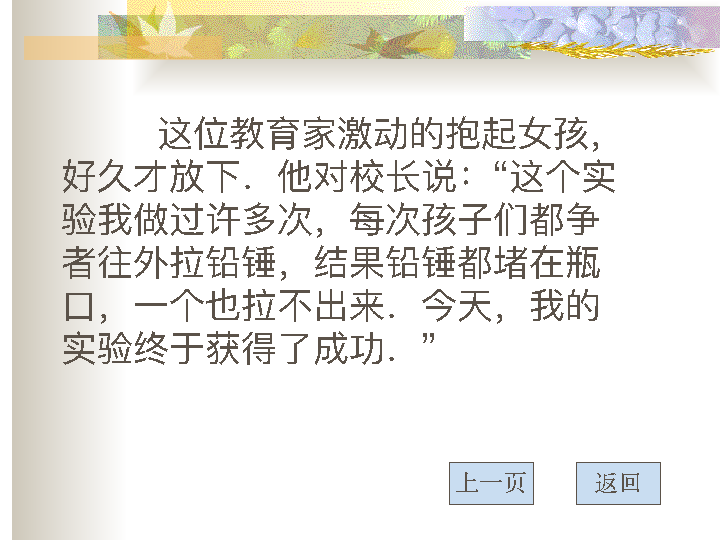 这位教育家激动的抱起女孩，
好久才放下．他对校长说：“这个实
验我做过许多次，每次孩子们都争
者往外拉铅锤，结果铅锤都堵在瓶
口，一个也拉不出来．今天，我的
实验终于获得了成功．”
上一页
返回